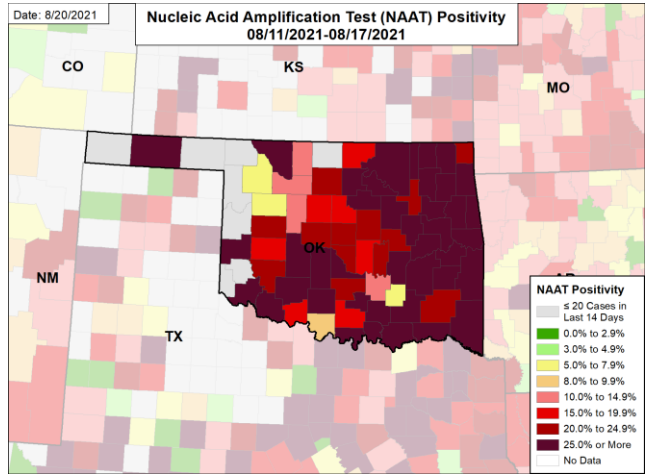 Date: 8/20/2021
Nucleic Acid Amplification Test (NAAT) Positivity
08/11/2021-08/17/2021
CO
KS
MO
OK
NM
TX
AR
NAAT Positivity
≤ 20 Cases in
Last 14 Days
0.0% to 2.9%
3.0% to 4.9%
5.0% to 7.9%
8.0% to 9.9%
10.0% to 14.9%
15.0% to 19.9%
20.0% to 24.9%
25.0% or More
No Data